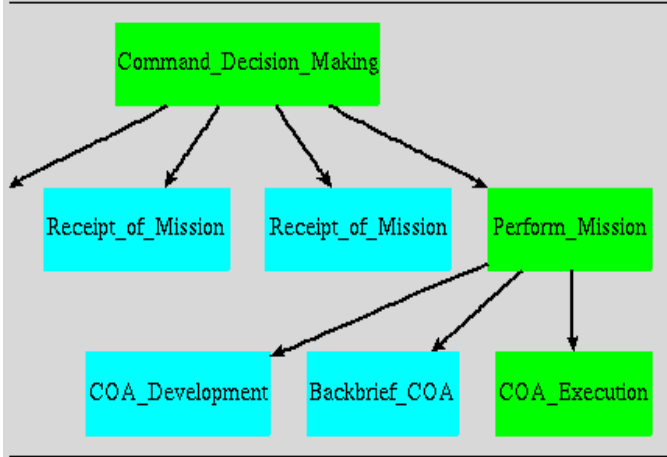 Command_Decision_Making
Receipt_of_Mission
Receipt_of_Mission
Perform_Mission
COA_Development
Backbrief_COA
COA_Execution